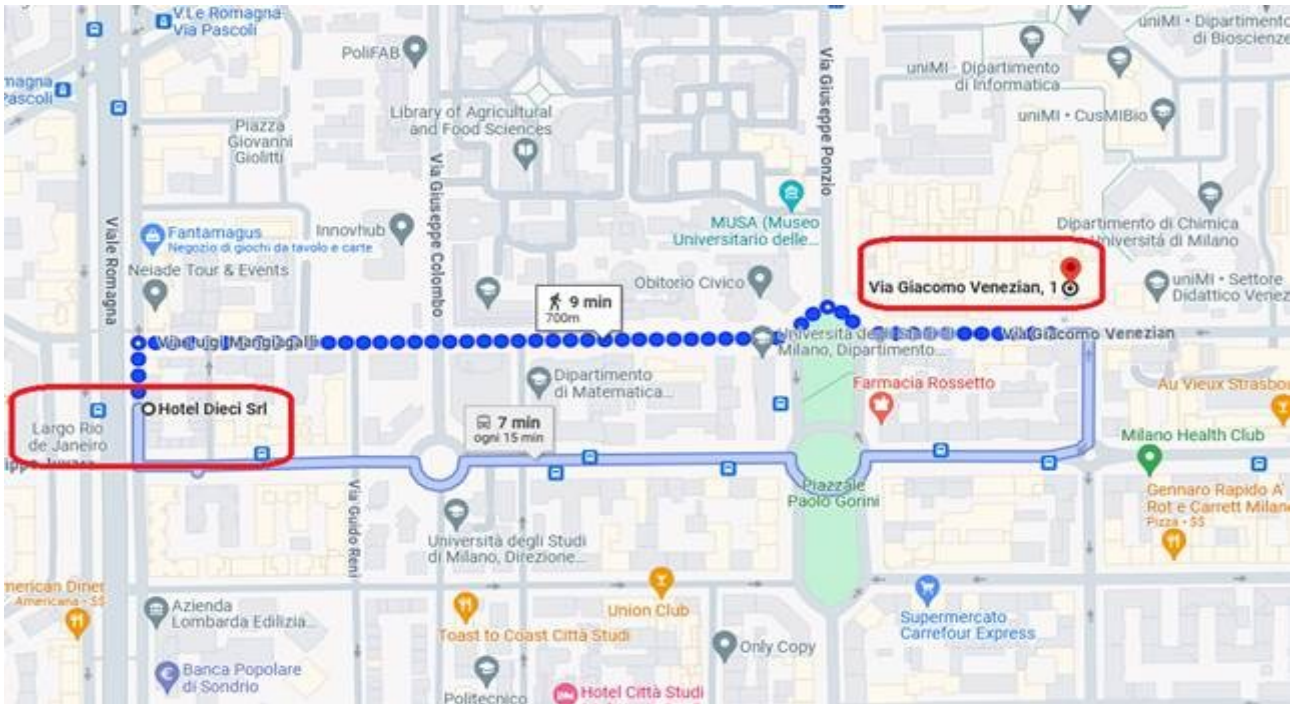 V.Le Romagna
Via Pascoli
magna
Pascoli
PoliFAB
Library of Agricultural
and Food Sciences
Piazza
Giovanni
Giolitti
Via Giuseppe Ponzio
uniMI - Dipartimento
di Informatica
uniMI • Dipartimento
di Bioscienze
uniMI - CusMIBio
Via Giuseppe Colombo
Viale Romagna
Fantamagus
Negozio di giochi da tavolo e carte
Innovhub
Neiade Tour & Events
MUSA (Museo
Universitario delle...
Obitorio Civico
Dipartimento di Chimica
Università di Milano
Via Giacomo Venezian, 1
uniMI • Settore
Didattico Venez
9 min
700m
Via Luigi Mangiagalli
Università degli Studi
Milano, Dipartimento...
Via Giacomo Venezian
Dipartimento
di Matematica...
Farmacia Rossetto
Au Vieux Strasbo
Hotel Dieci Srl
Largo Rio
de Janeiro
7 min
ogni 15 min
Milano Health Club
Piazzale
Paolo Gorini
Gennaro Rapido A'
Rot e Carrett Milan
Pizza • $$
Via Guido Reni
Università degli Studi
di Milano, Direzione...
merican Diner
Americana • $$
Azienda
Lombarda Edilizia...
Toast to Coast Città Studi
Union Club
Supermercato
Carrefour Express
Only Copy
Banca Popolare
di Sondrio
Politecnico
Hotel Città Studi